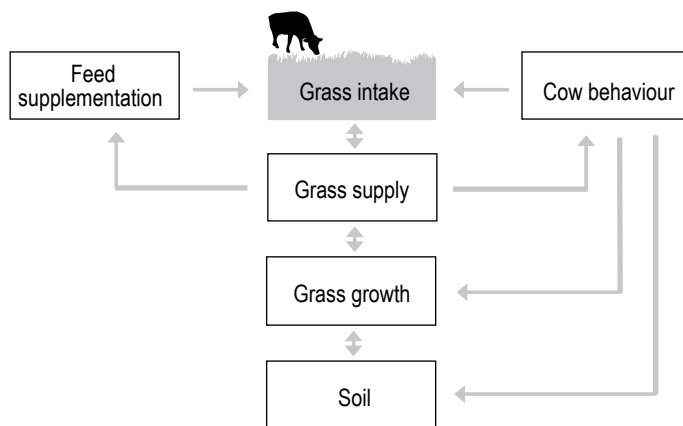 Feed
supplementation
Grass intake
Cow behaviour
Grass supply
Grass growth
Soil